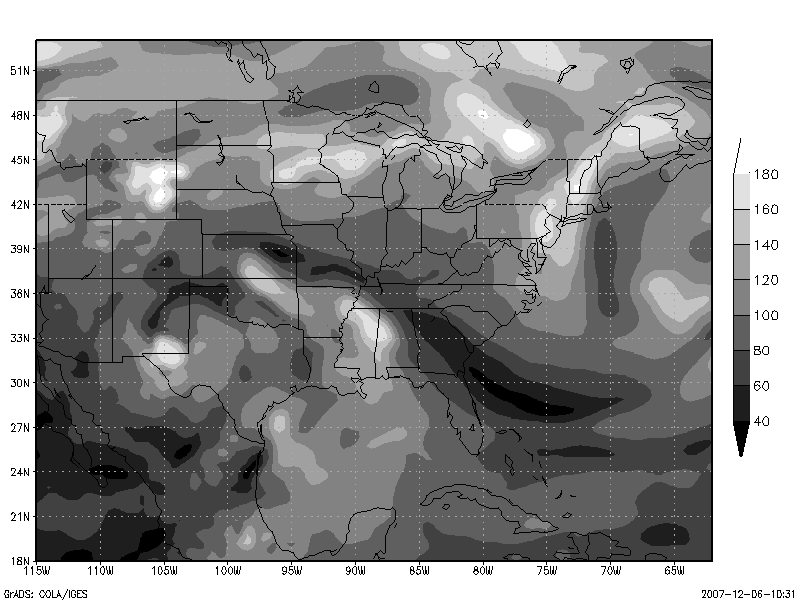 51N
48N
45N
42N
39N
36N
33N
30N
27N
24N
21N
18N
115W 110W 105W 100W 95W 90W 85W 80W 75W 70W 65W
180
160
140
120
100
80
60
40
GrADS: COLA/IGES 2007-12-06-10:31